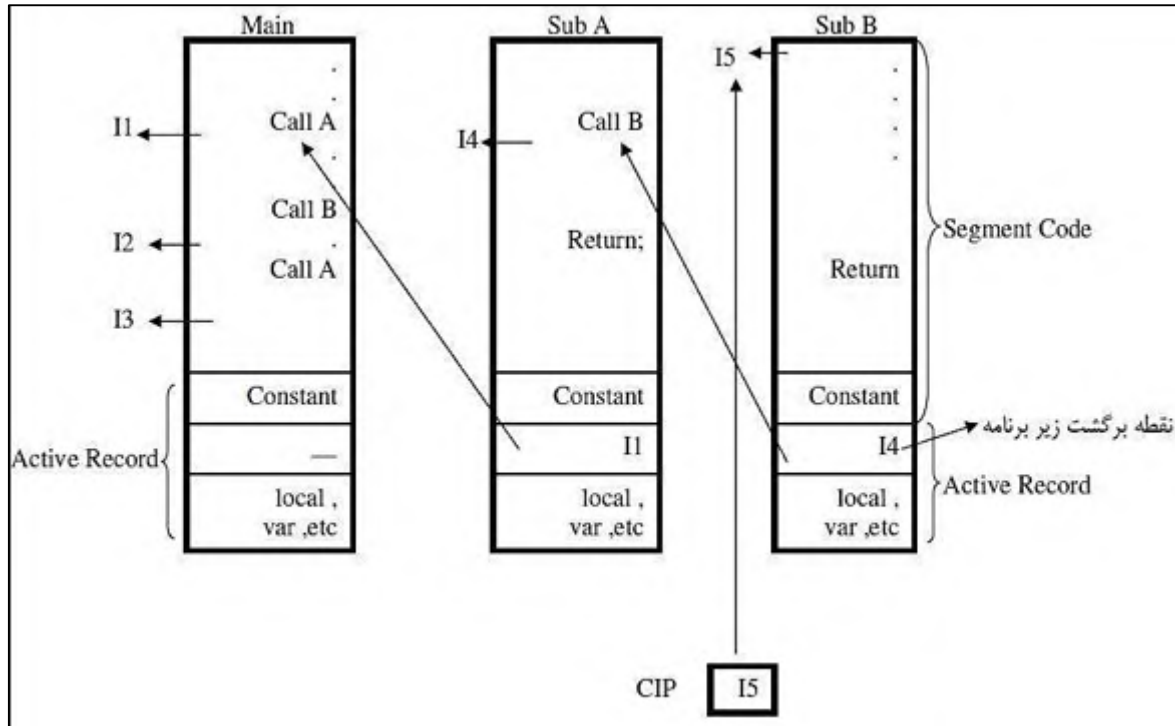 Main
Sub A
Sub B
I5
I1
Call A
I4
Call B
Call B
I2
Call A
Return;
Segment Code
Return
I3
Constant
Constant
Constant
Active Record
—
I1
I4
نقطه برگشت زیر برنامه
Active Record
local ,
var ,etc
local ,
var ,etc
local ,
var ,etc
CIP
I5